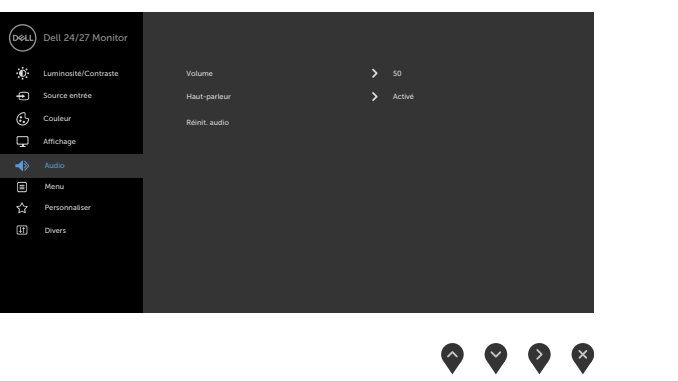 DELL Dell 24/27 Monitor
Luminosité/Contraste
Source entrée
Couleur
Affichage
Audio
Menu
Personnaliser
Divers
Volume 50
Haut-parleur Activé
Réinit. audio